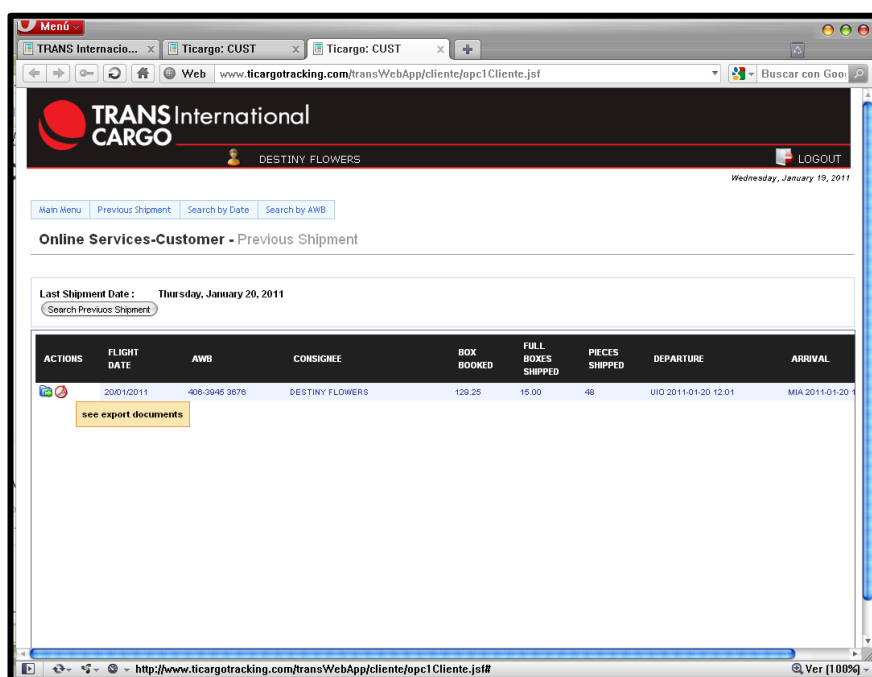 Menú
TRANS Internacio... Ticargo: CUST Ticargo: CUST
Web www.ticargotracking.com/transWebApp/cliente/opc1Cliente.jsf Buscar con Goo
TRANS International
CARGO
DESTINY FLOWERS LOGOUT
Wednesday, January 19, 2011
Main Menu Previous Shipment Search by Date Search by AWB
Online Services-Customer - Previous Shipment
Last Shipment Date : Thursday, January 20, 2011
Search Previuos Shipment
ACTIONS FLIGHT DATE AWB CONSIGNEE BOX BOOKED FULL BOXES SHIPPED PIECES SHIPPED DEPARTURE ARRIVAL
20/01/2011 406-3945 3676 DESTINY FLOWERS 129.25 15.00 48 UIO 2011-01-20 12:01 MIA 2011-01-20 1
see export documents
http://www.ticargotracking.com/transWebApp/cliente/opc1Cliente.jsf# Ver (100%)